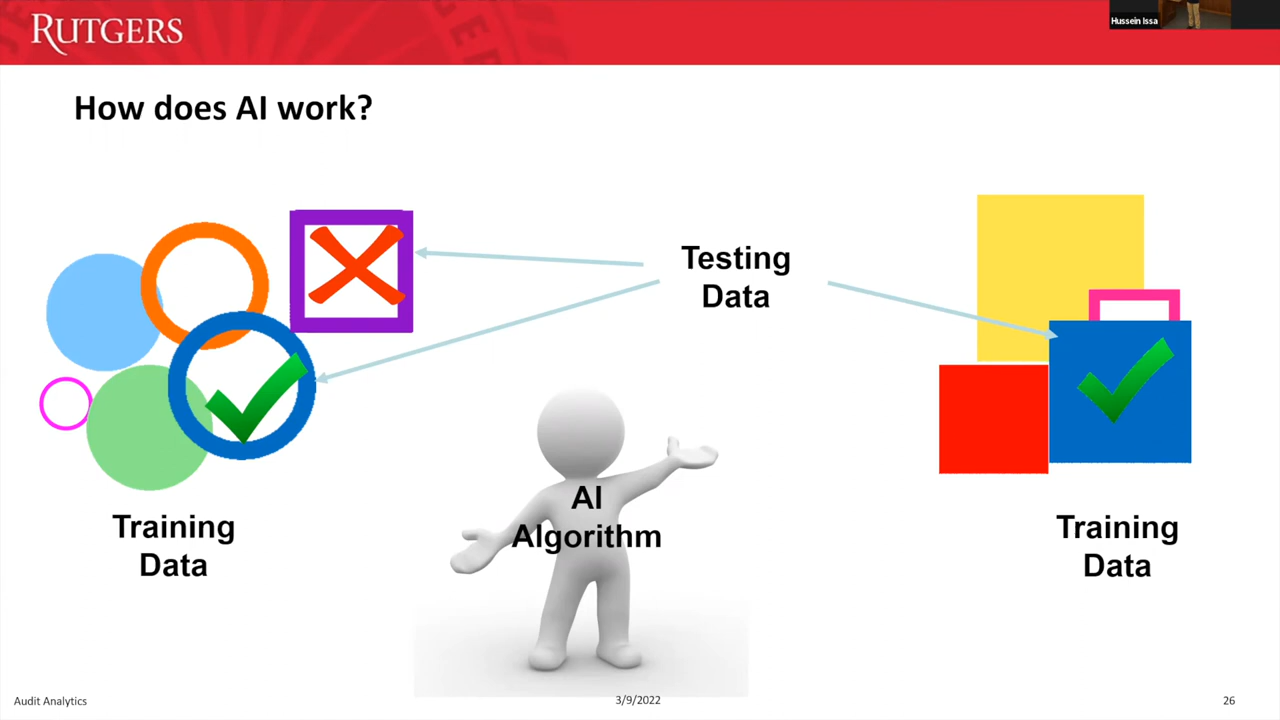 RUTGERS
Hussein Issa
How does AI work?
Testing
Data
AI
Algorithm
Training
Data
Training
Data
Audit Analytics
3/9/2022
26